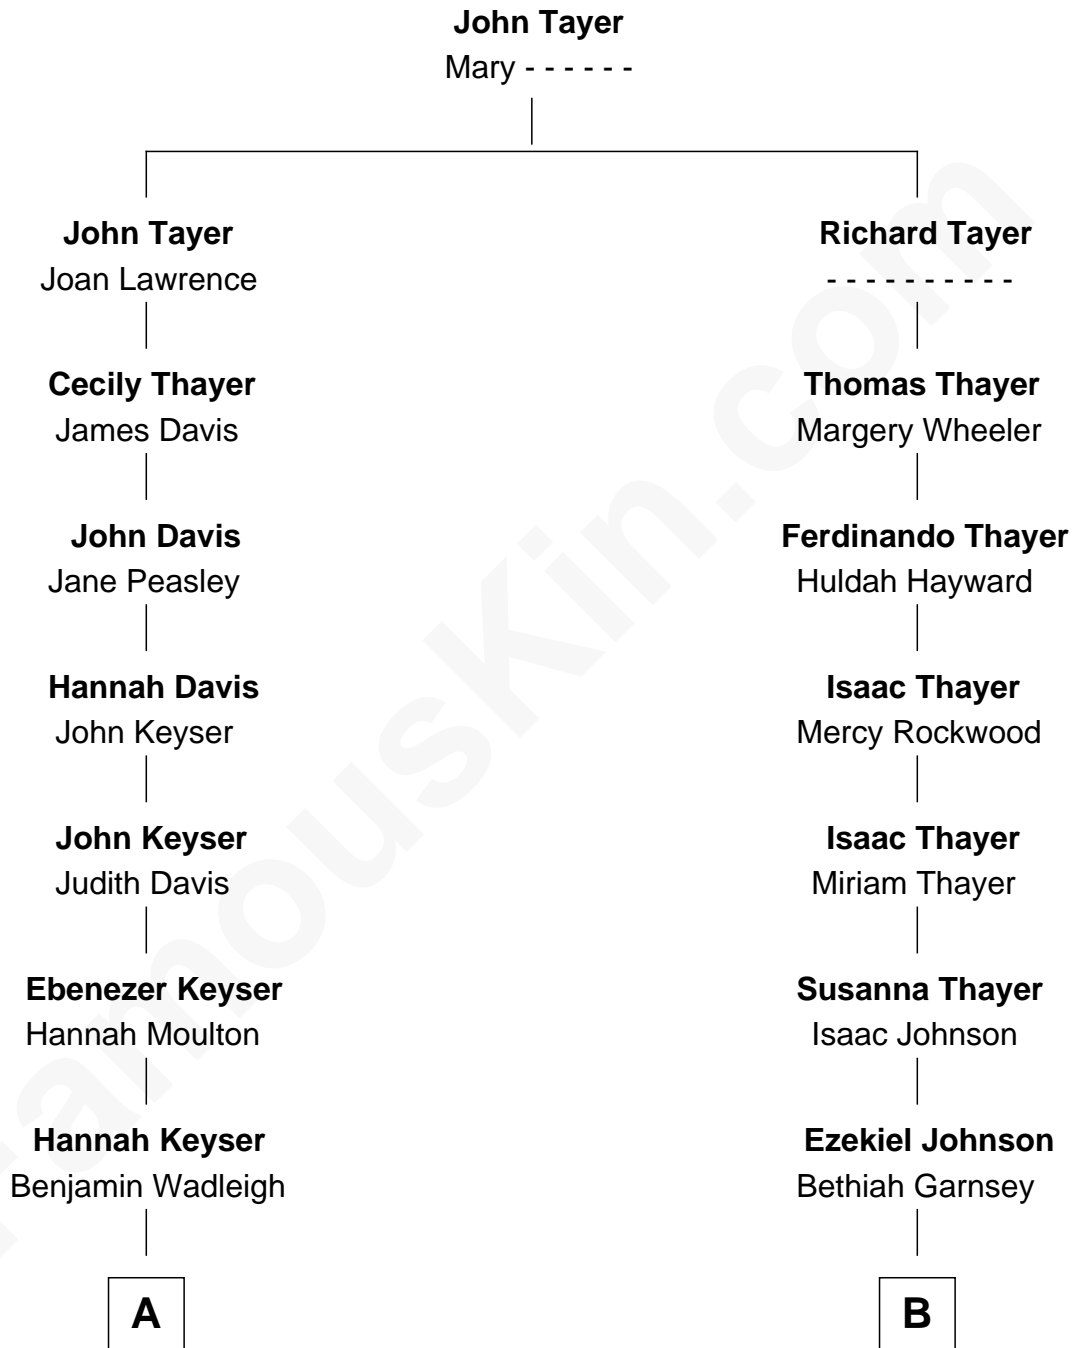 John Tayer
Mary - - - - - -
John Tayer
Joan Lawrence
Richard Tayer
- - - - - - - - - -
Cecily Thayer
James Davis
Thomas Thayer
Margery Wheeler
John Davis
Jane Peasley
Ferdinando Thayer
Huldah Hayward
Hannah Davis
John Keyser
Isaac Thayer
Mercy Rockwood
John Keyser
Judith Davis
Isaac Thayer
Miriam Thayer
Ebenezer Keyser
Hannah Moulton
Susanna Thayer
Isaac Johnson
Hannah Keyser
Benjamin Wadleigh
Ezekiel Johnson
Bethiah Garnsey
A
B
FamousKin.com